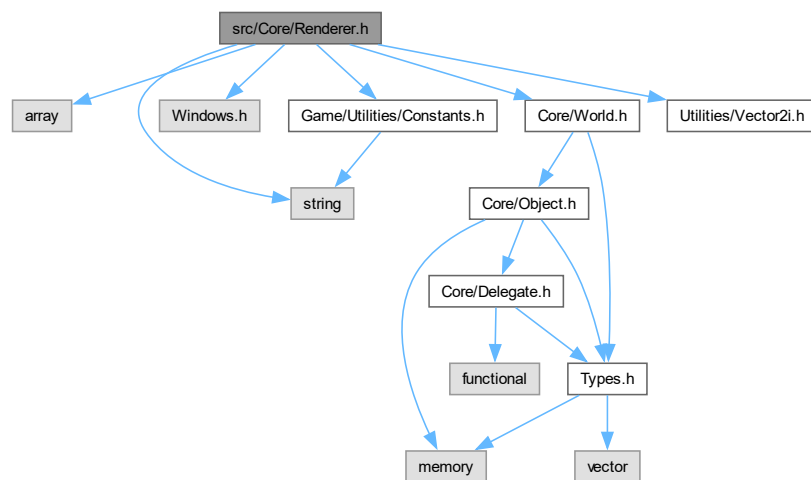 src/Core/Renderer.h
array
Windows.h
Game/Utilities/Constants.h
Core/World.h
Utilities/Vector2i.h
string
Core/Object.h
Core/Delegate.h
functional
Types.h
memory
vector